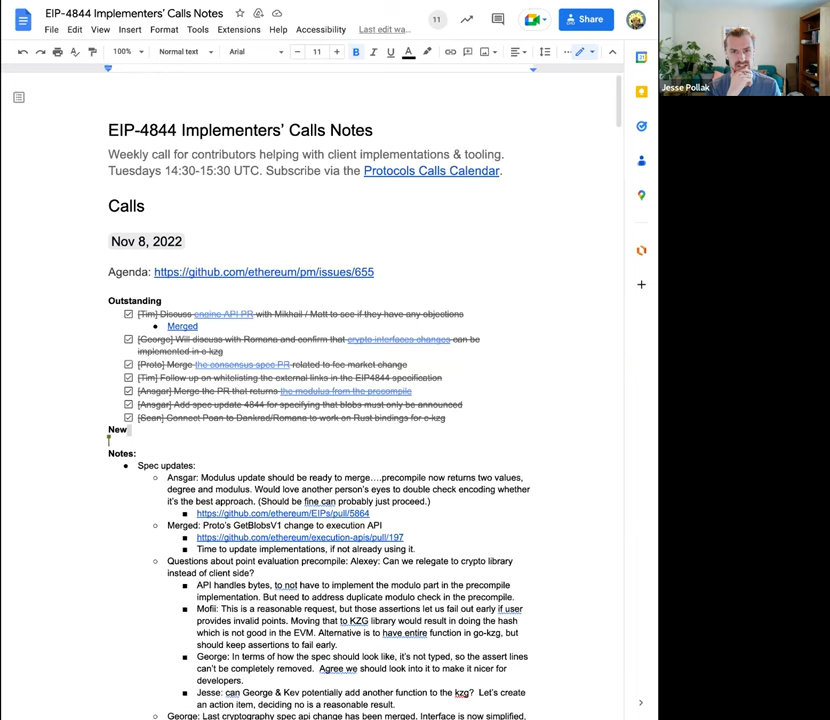 EIP-4844 Implementers’ Calls Notes
File Edit View Insert Format Tools Extensions Help Accessibility Last edit wa...
11
Share
100% Normal text Arial 11
Jesse Pollak
EIP-4844 Implementers’ Calls Notes
Weekly call for contributors helping with client implementations & tooling.
Tuesdays 14:30-15:30 UTC. Subscribe via the Protocols Calls Calendar.
Calls
Nov 8, 2022
Agenda: https://github.com/ethereum/pm/issues/655
Outstanding
[Tim] Discuss engine API PR with Mikhail / Matt to see if they have any objections
Merged
[George] Will discuss with Romana and confirm that crypto interfaces changes can be
implemented in c-kzg
[Proto] Merge the consensus spec PR related to fee market change
[Tim] Follow up on whitelisting the external links in the EIP4844 specification
[Ansgar] Merge the PR that returns the modulus from the precompile
[Ansgar] Add spec update 4844 for specifying that blobs must only be announced
[Sean] Connect Poan to Dankrad/Romana to work on Rust bindings for c-kzg
New
Notes:
Spec updates:
Ansgar: Modulus update should be ready to merge….precompile now returns two values,
degree and modulus. Would love another person’s eyes to double check encoding whether
it’s the best approach. (Should be fine can probably just proceed.)
https://github.com/ethereum/EIPs/pull/5864
Merged: Proto’s GetBlobsV1 change to execution API
https://github.com/ethereum/execution-apis/pull/197
Time to update implementations, if not already using it.
Questions about point evaluation precompile: Alexey: Can we relegate to crypto library
instead of client side?
API handles bytes, to not have to implement the modulo part in the precompile
implementation. But need to address duplicate modulo check in the precompile.
Mofii: This is a reasonable request, but those assertions let us fail out early if user
provides invalid points. Moving that to KZG library would result in doing the hash
which is not good in the EVM. Alternative is to have entire function in go-kzg, but
should keep assertions to fail early.
George: In terms of how the spec should look like, it’s not typed, so the assert lines
can’t be completely removed. Agree we should look into it to make it nicer for
developers.
Jesse: can George & Kev potentially add another function to the kzg? Let’s create
an action item, deciding no is a reasonable result.
George: Last cryptography spec api change has been merged. Interface is now simplified,